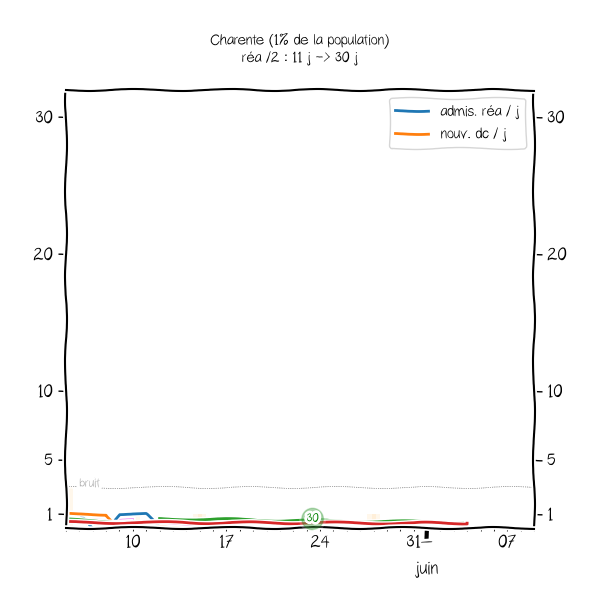 Charente (1% de la population)
réa /2 : 11 j -> 30 j
admis. réa / j
nouv. dc / j
30
30
20
20
10
10
5
5
bruit
1
1
30
10
17
24
31
07
juin